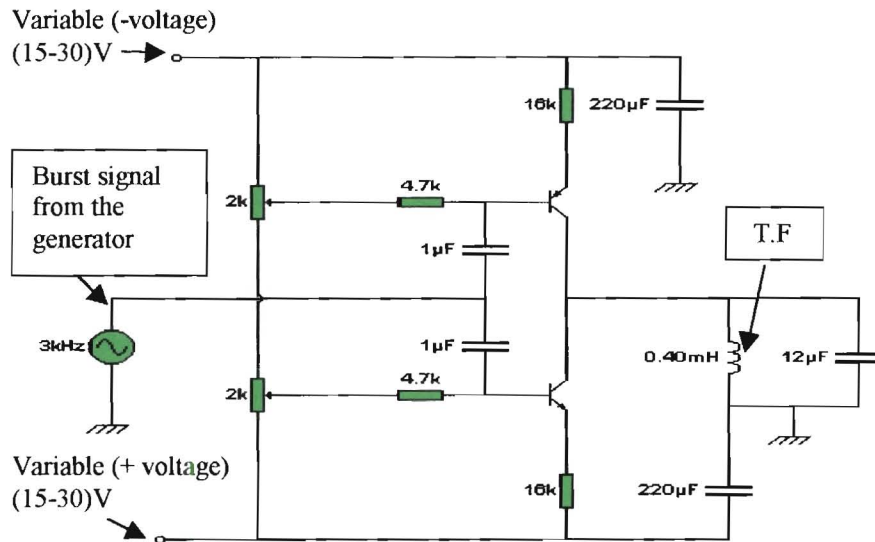 Variable (-voltage)
(15-30)V
16k
220µF
Burst signal
from the
generator
4.7k
2k
T.F
1µF
3kHz
1µF
0.40mH
12µF
4.7k
2k
Variable (+ voltage)
(15-30)V
16k
220µF